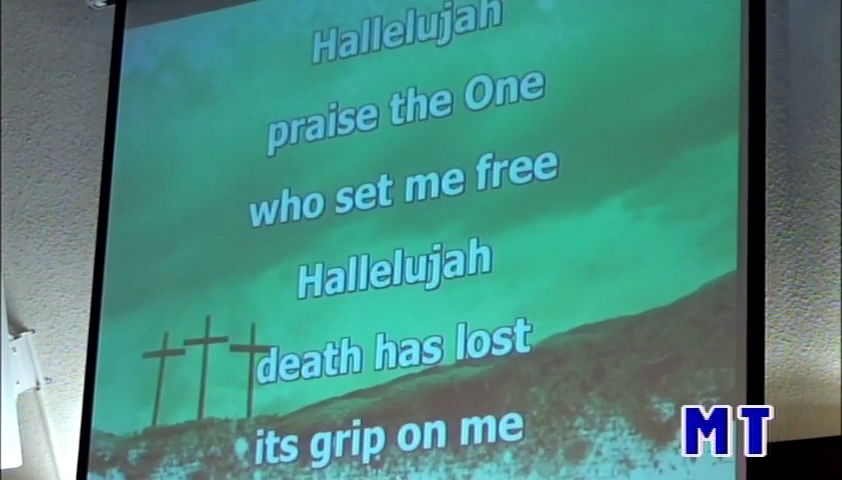 Hallelujah
praise the One
who set me free
Hallelujah
death has lost
its grip on me
MT